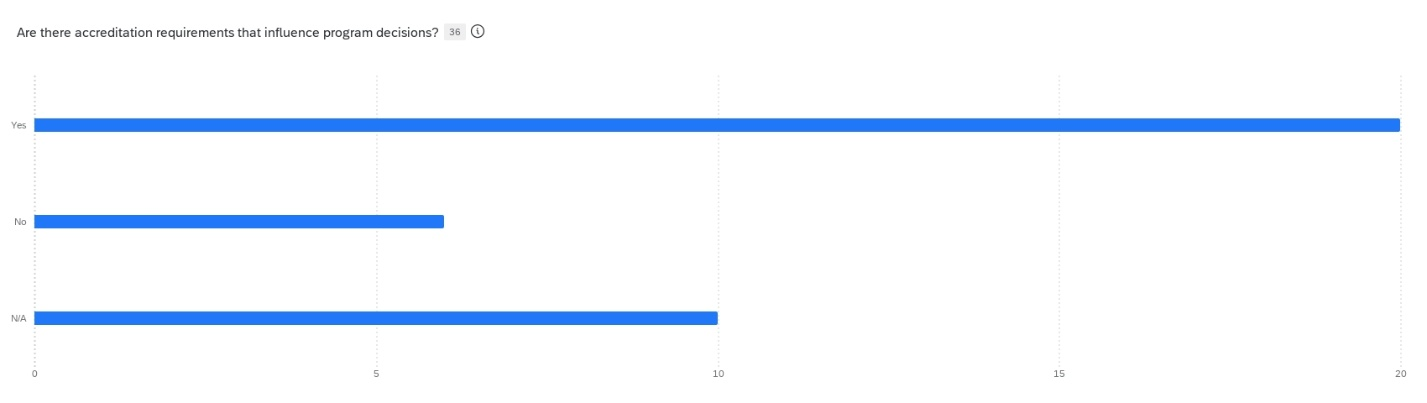 Are there accreditation requirements that influence program decisions? 36
Yes
No
N/A
0 5 10 15 20